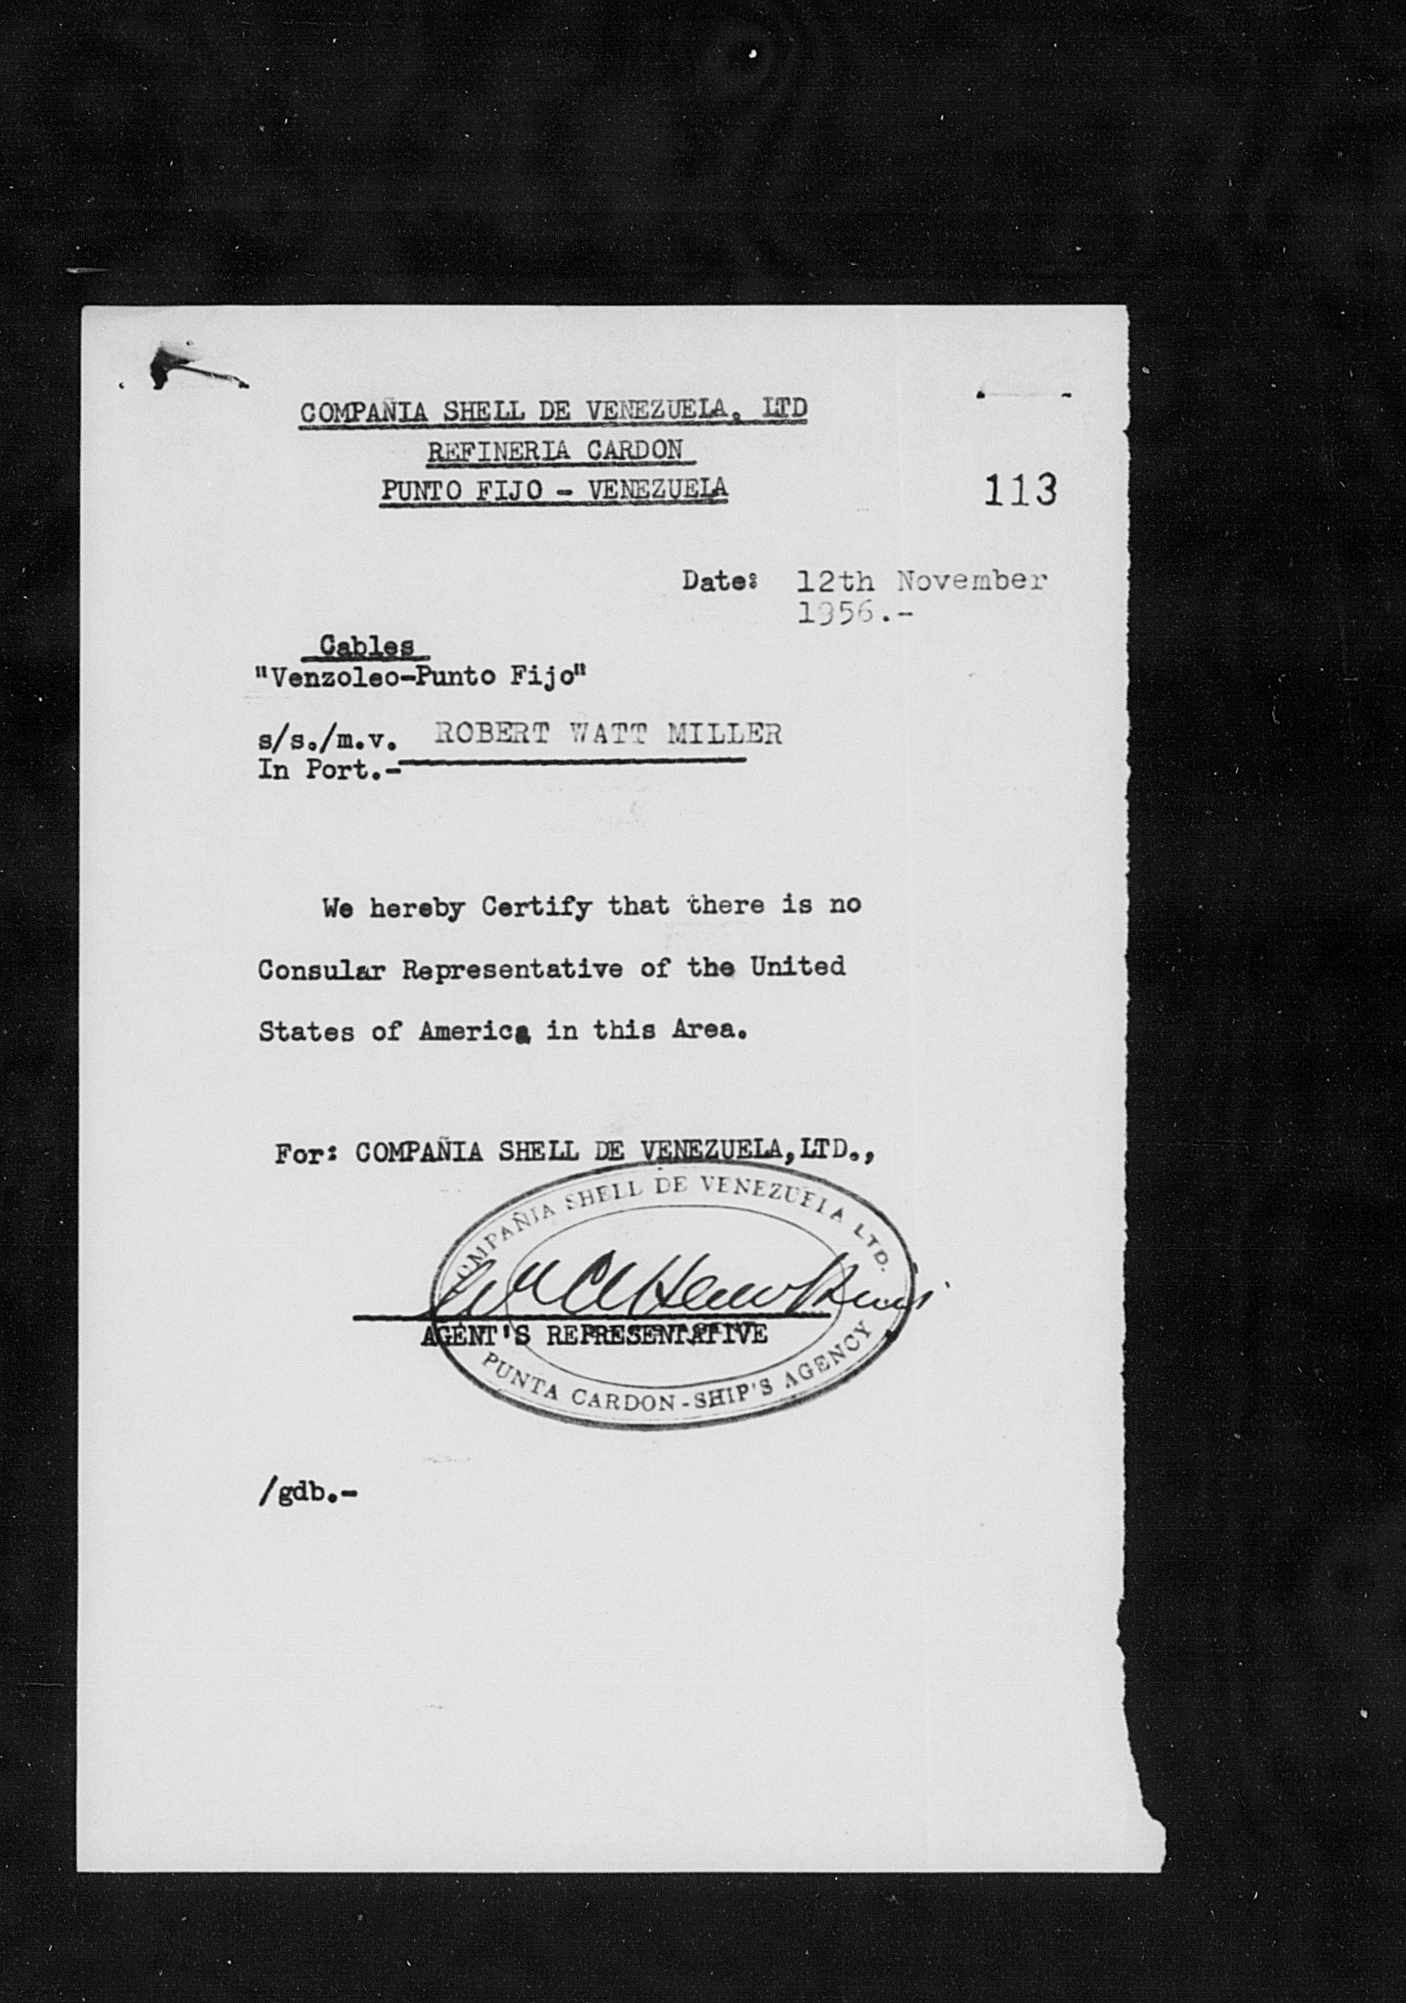 COMPAÑIA SHELL DE VENEZUELA, LTD
REFINERIA CARDON
PUNTO FIJO - VENEZUELA
113
Date: 12th November
1956.-
Cables
"Venzoleo-Punto Fijo"
s/s./m.v. ROBERT WATT MILLER
In Port.-
We hereby Certify that there is no
Consular Representative of the United
States of America in this Area.
For: COMPAÑIA SHELL DE VENEZUELA,LTD.,
COMPAÑIA SHELL DE VENEZUELA LTD.
AGENT'S REPRESENTATIVE
PUNTA CARDON - SHIP'S AGENCY
/gdb.-